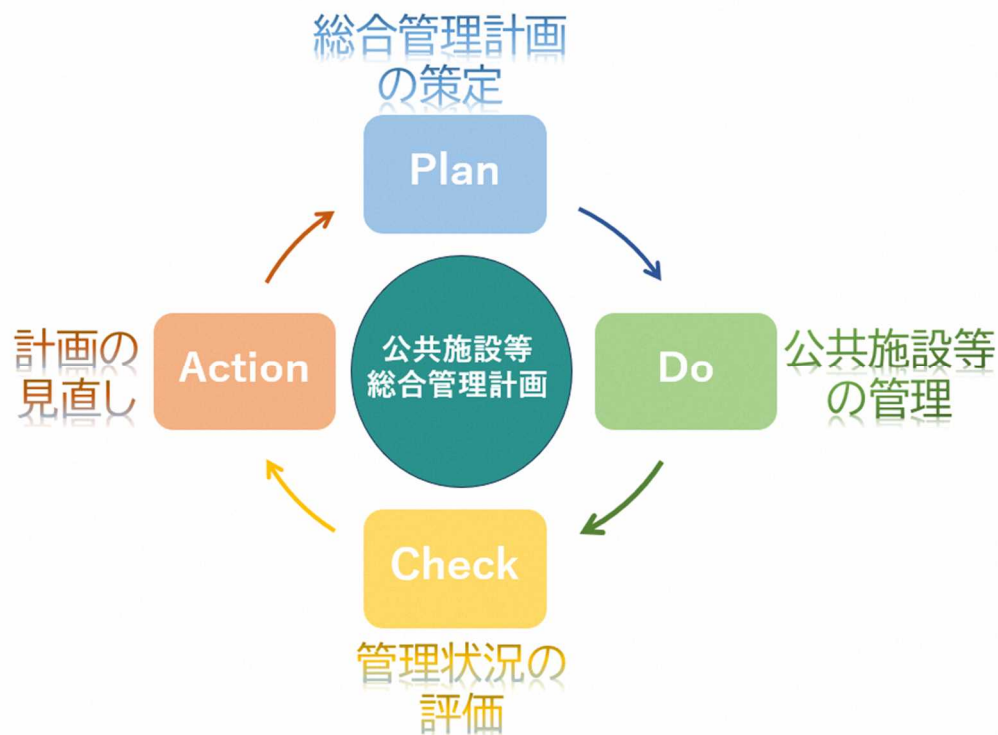 総合管理計画
の策定
Plan
計画の
見直し
Action
公共施設等
総合管理計画
Do
公共施設等
の管理
Check
管理状況の
評価